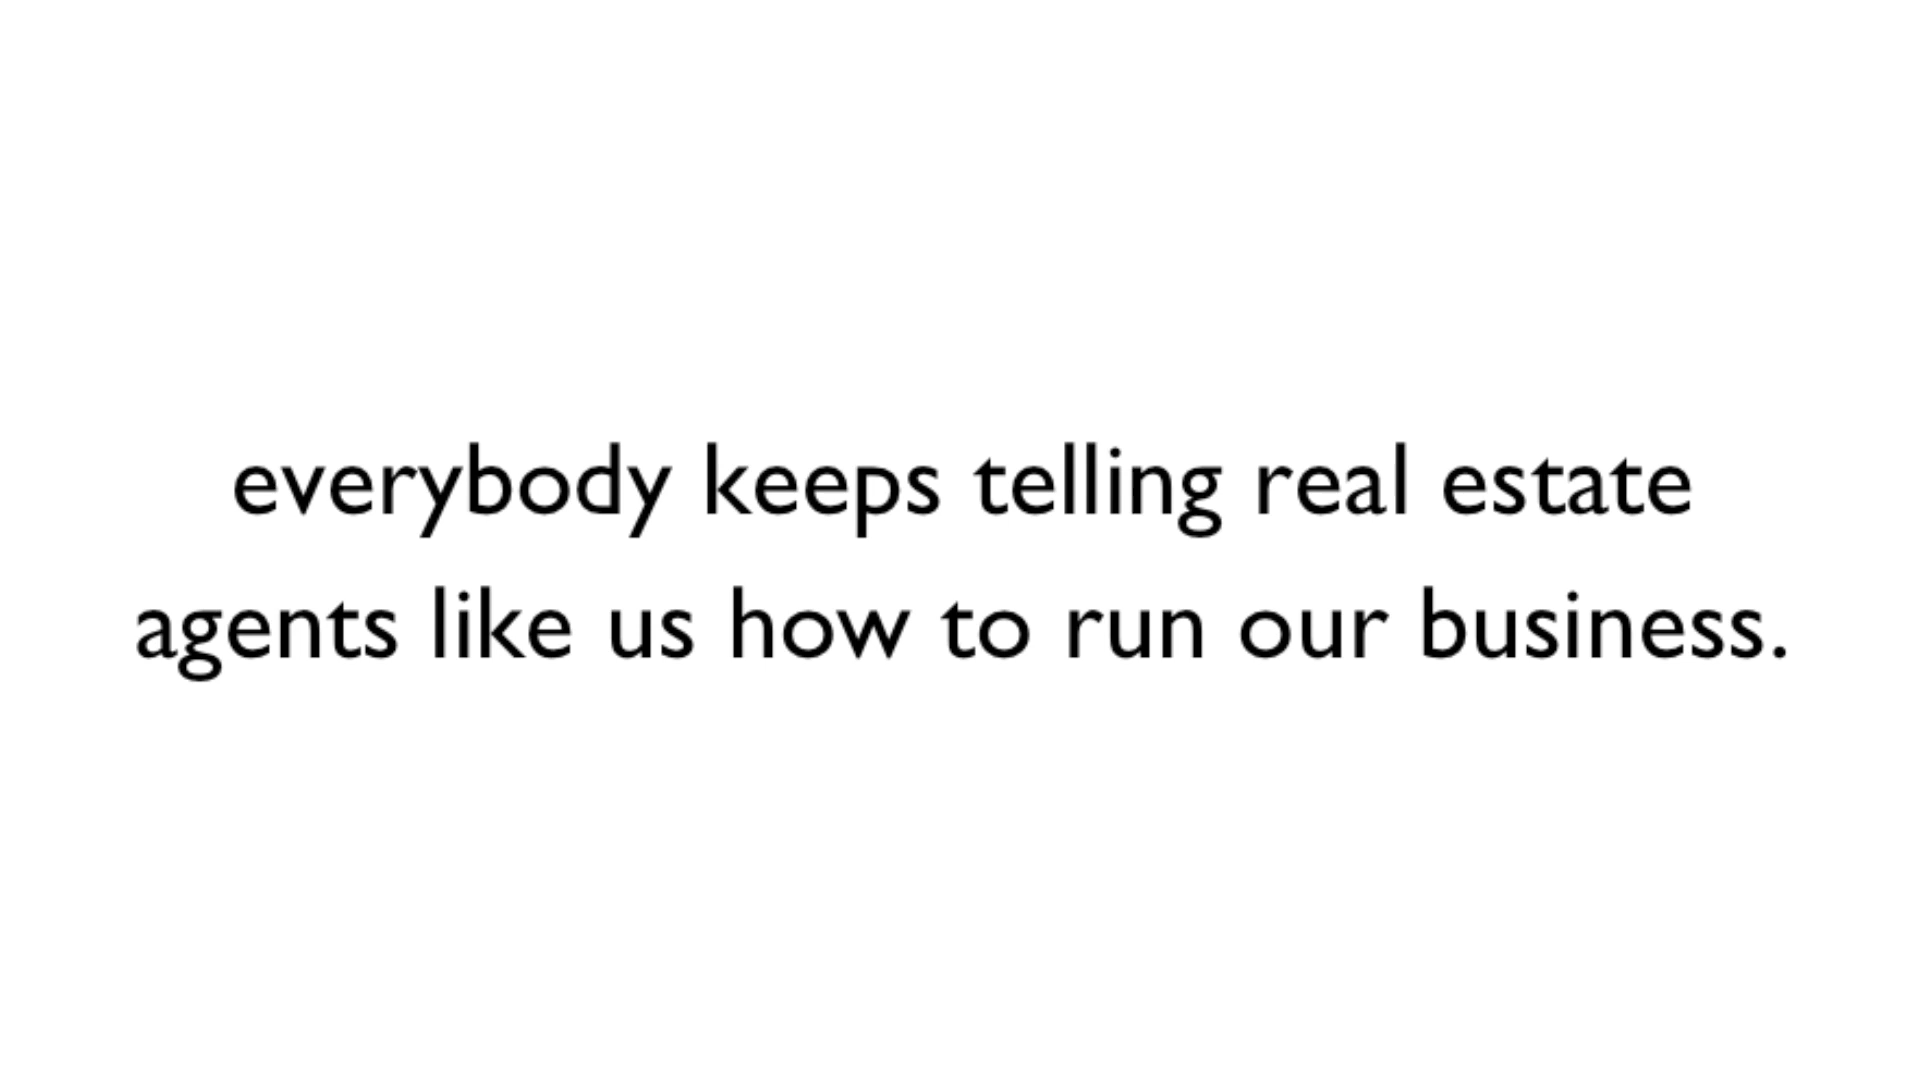 everybody keeps telling real estate
agents like us how to run our business.